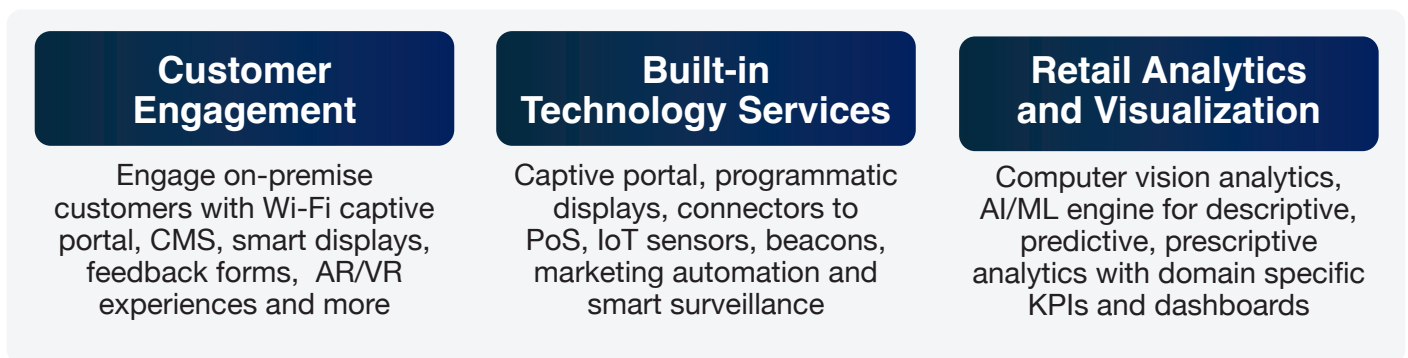 Customer
Engagement
Engage on-premise
customers with Wi-Fi captive
portal, CMS, smart displays,
feedback forms,  AR/VR
experiences and more
Built-in
Technology Services
Captive portal, programmatic
displays, connectors to
PoS, IoT sensors, beacons,
marketing automation and
smart surveillance
Retail Analytics
and Visualization
Computer vision analytics,
AI/ML engine for descriptive,
predictive, prescriptive
analytics with domain specific
KPIs and dashboards